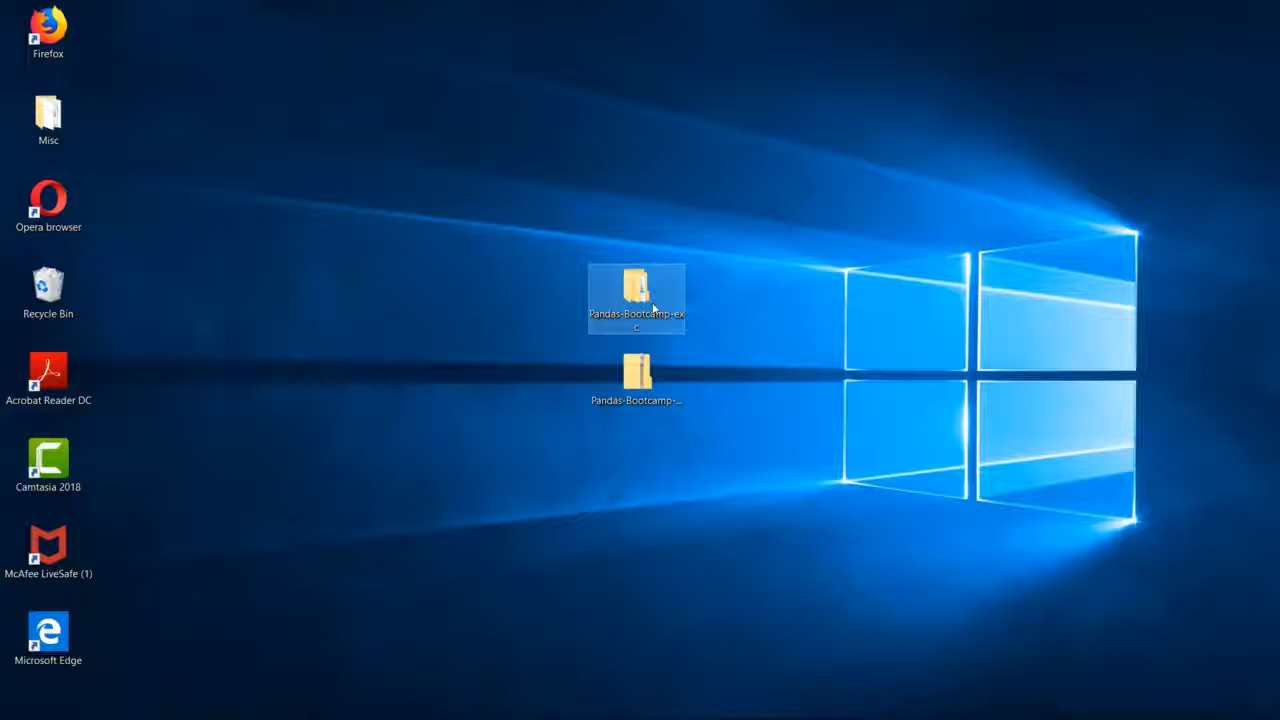 Firefox
Misc
Opera browser
Recycle Bin
Acrobat Reader DC
Camtasia 2018
McAfee LiveSafe (1)
Microsoft Edge
Pandas-Bootcamp-ex
c
Pandas-Bootcamp-...